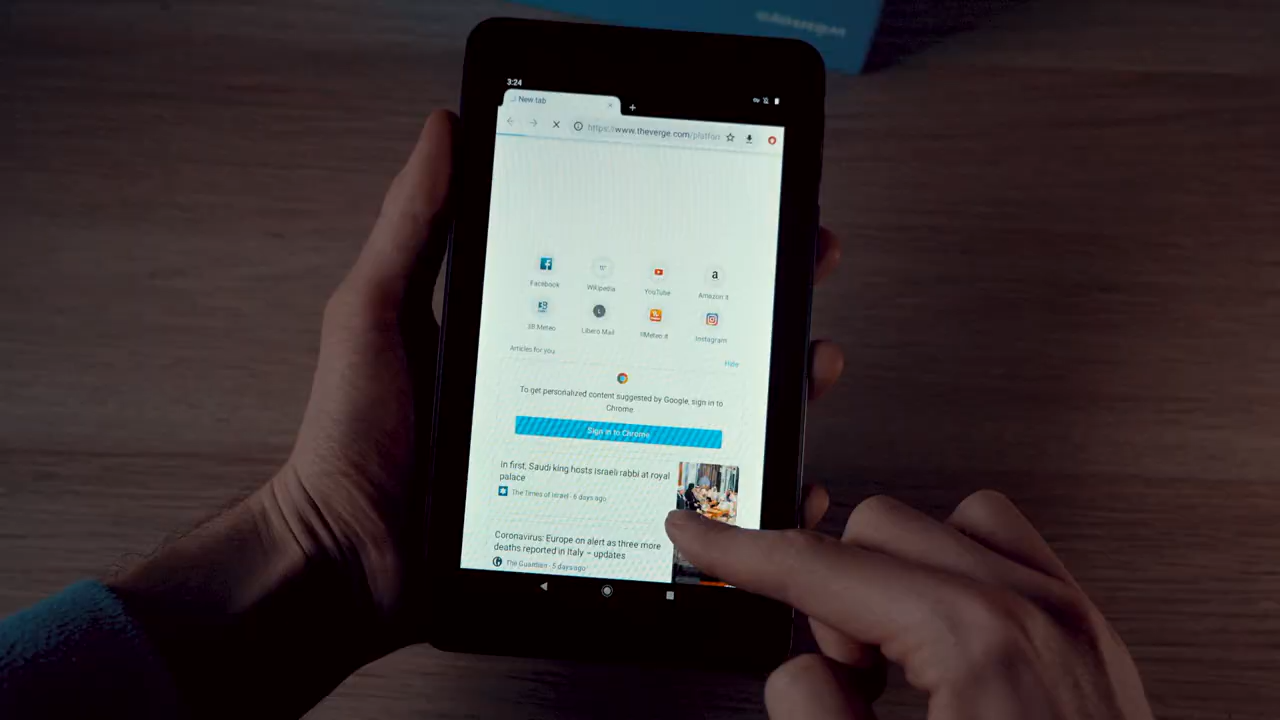 3:24
New tab
https://www.theverge.com/platfon
Facebook
Wikipedia
YouTube
Amazon it
3B Meteo
Libero Mail
ilMeteo.it
Instagram
Articles for you
Hide
To get personalized content suggested by Google, sign in to
Chrome
Sign in to Chrome
In first, Saudi king hosts Israeli rabbi at royal
palace
The Times of Israel · 6 days ago
Coronavirus: Europe on alert as three more
deaths reported in Italy – updates
The Guardian · 5 days ago